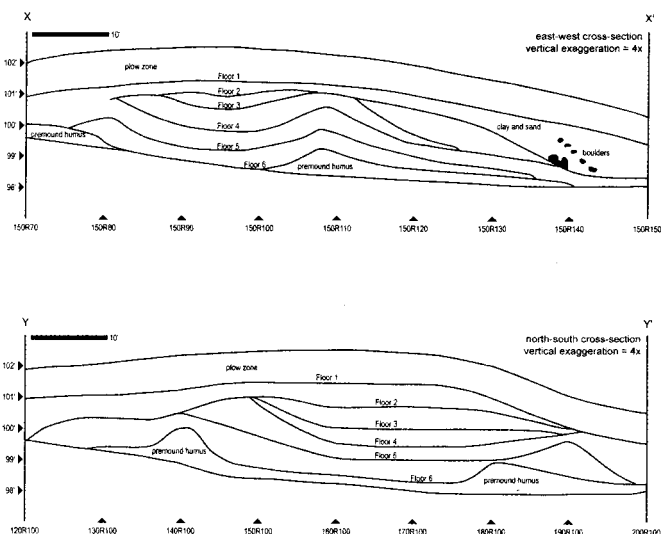 X
X'
10'
east-west cross-section
vertical exaggeration = 4x
102'
plow zone
Floor 1
101'
Floor 2
Floor 3
clay and sand
100'
premound humus
Floor 4
boulders
99'
Floor 5
Floor 6
premound humus
98'
150R70
150R80
150R95
150R100
150R110
150R120
150R130
150R140
150R150
Y
Y'
10'
north-south cross-section
vertical exaggeration = 4x
102'
plow zone
Floor 1
101'
Floor 2
100'
Floor 3
Floor 4
premound humus
99'
Floor 5
Floor 6
premound humus
98'
120R100
130R100
140R100
150R100
160R100
170R100
180R100
190R100
200R100